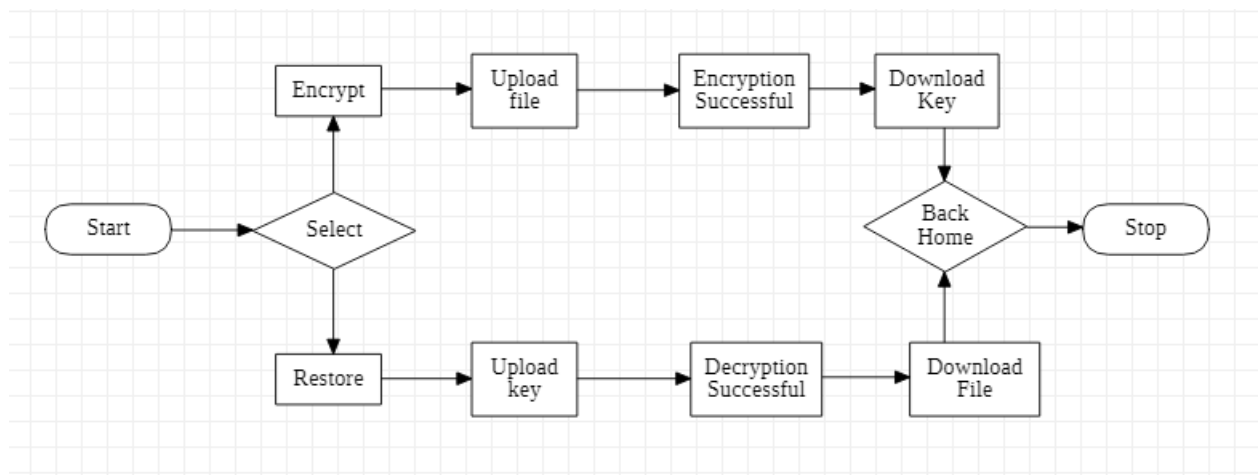 Encrypt
Upload
file
Encryption
Successful
Download
Key
Start
Select
Back
Home
Stop
Restore
Upload
key
Decryption
Successful
Download
File